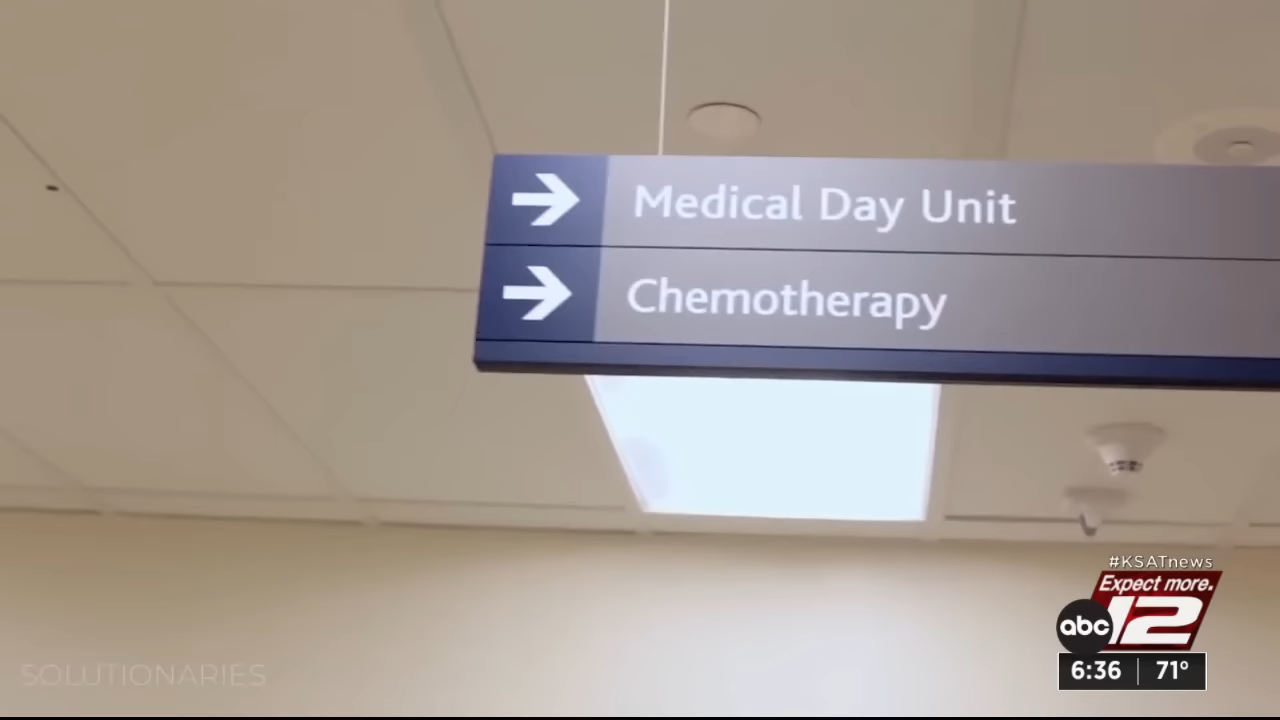 Medical Day Unit
Chemotherapy
#KSATnews
Expect more.
abc 12
6:36 71°
SOLUTIONARIES